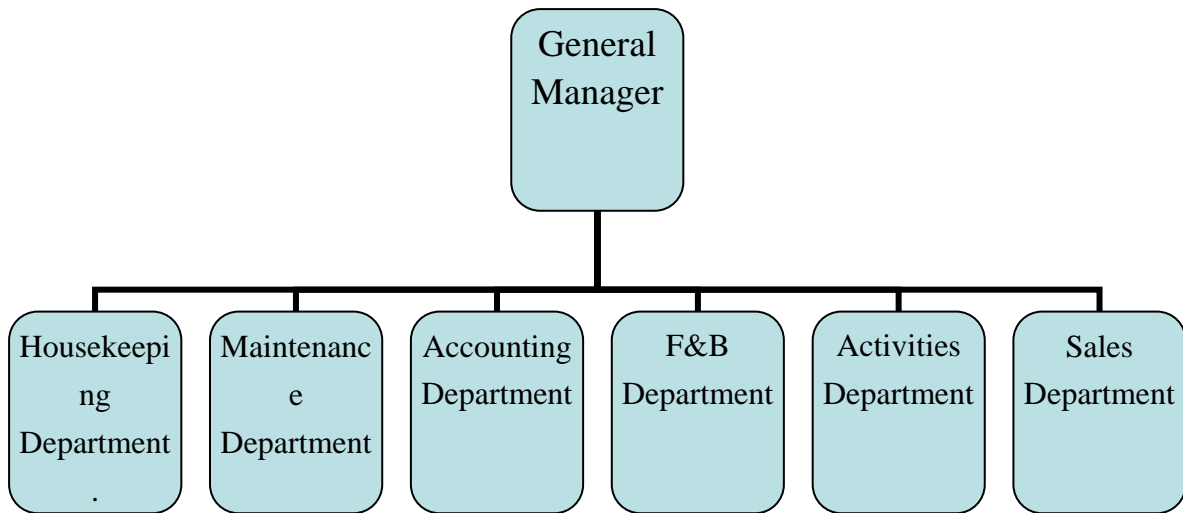 General
Manager
Housekeepi
ng
Department
.
Maintenanc
e
Department
Accounting
Department
F&B
Department
Activities
Department
Sales
Department